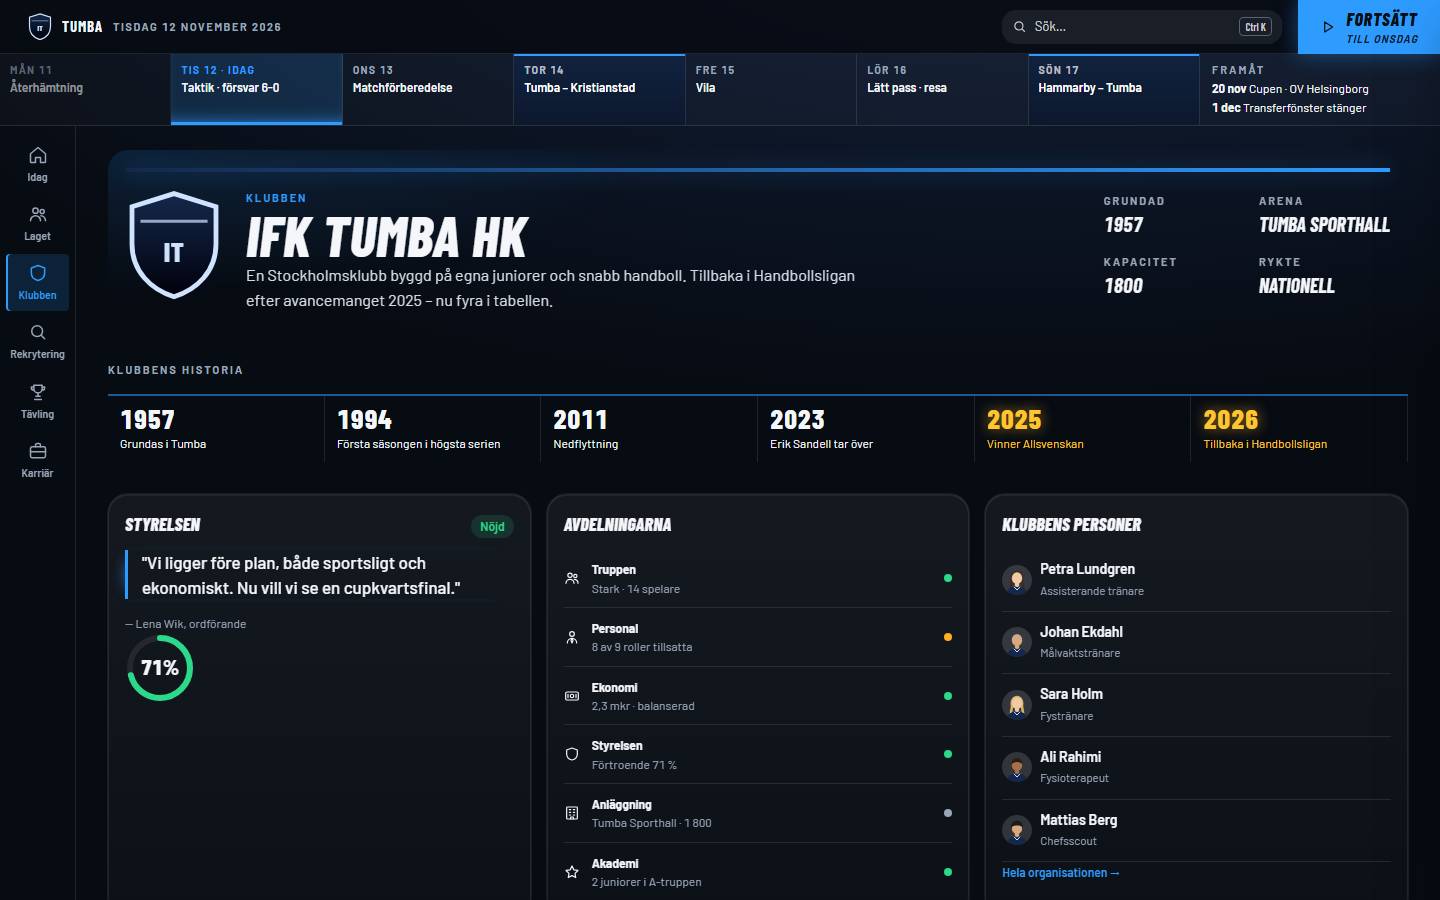 IT TUMBA TISDAG 12 NOVEMBER 2026
Sök... Ctrl K
FORTSÄTT
TILL ONSDAG
MÅN 11
Återhämtning
TIS 12 · IDAG
Taktik · försvar 6-0
ONS 13
Matchförberedelse
TOR 14
Tumba – Kristianstad
FRE 15
Vila
LÖR 16
Lätt pass · resa
SÖN 17
Hammarby – Tumba
FRAMÅT
20 nov Cupen · OV Helsingborg
1 dec Transferfönster stänger
Idag
Laget
Klubben
Rekrytering
Tävling
Karriär
IT
KLUBBEN
IFK TUMBA HK
En Stockholmsklubb byggd på egna juniorer och snabb handboll. Tillbaka i Handbollsligan
efter avancemanget 2025 – nu fyra i tabellen.
GRUNDAD
1957
ARENA
TUMBA SPORTHALL
KAPACITET
1800
RYKTE
NATIONELL
KLUBBENS HISTORIA
1957
Grundas i Tumba
1994
Första säsongen i högsta serien
2011
Nedflyttning
2023
Erik Sandell tar över
2025
Vinner Allsvenskan
2026
Tillbaka i Handbollsligan
STYRELSEN
Nöjd
"Vi ligger före plan, både sportsligt och
ekonomiskt. Nu vill vi se en cupkvartsfinal."
— Lena Wik, ordförande
71%
AVDELNINGARNA
Truppen
Stark · 14 spelare
Personal
8 av 9 roller tillsatta
Ekonomi
2,3 mkr · balanserad
Styrelsen
Förtroende 71 %
Anläggning
Tumba Sporthall · 1 800
Akademi
2 juniorer i A-truppen
KLUBBENS PERSONER
Petra Lundgren
Assisterande tränare
Johan Ekdahl
Målvaktstränare
Sara Holm
Fystränare
Ali Rahimi
Fysioterapeut
Mattias Berg
Chefsscout
Hela organisationen →